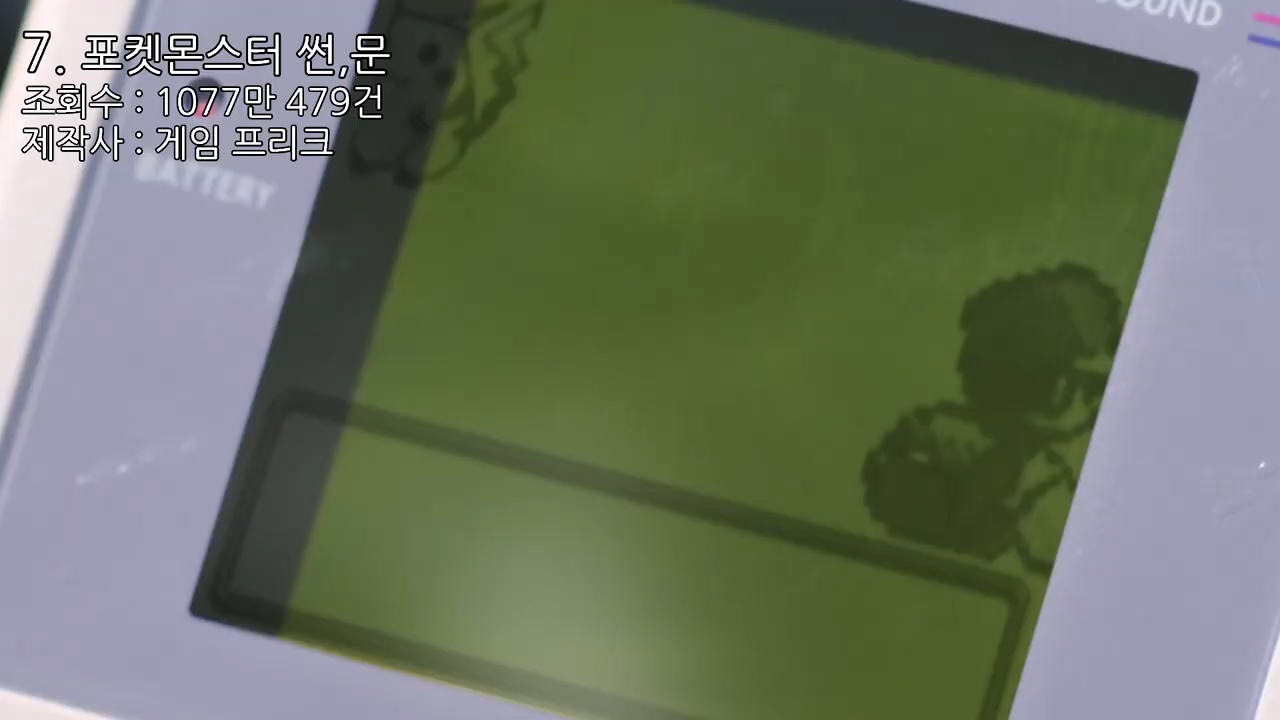 7. 포켓몬스터 썬,문
조회수 : 1077만 479건
제작사 : 게임 프리크
BATTERY
SOUND